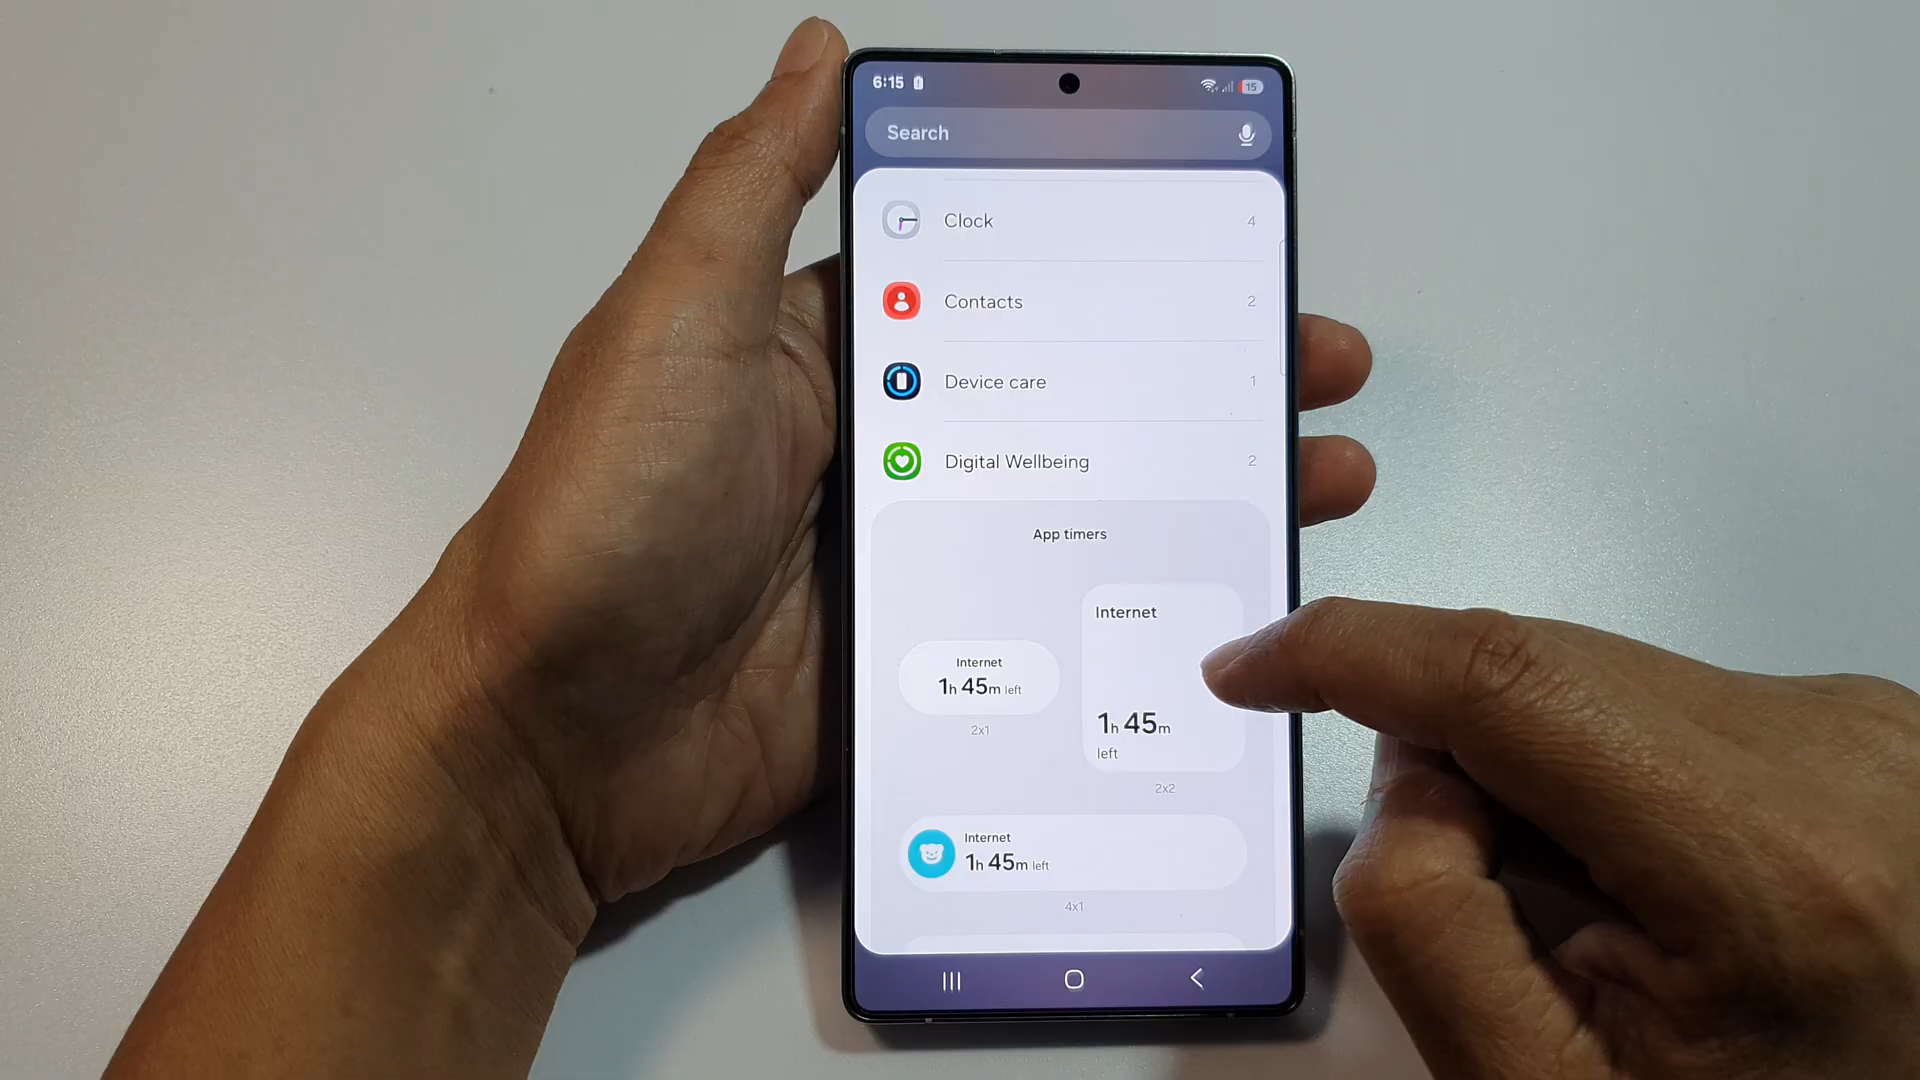 6:15
15
Search
Clock 4
Contacts 2
Device care 1
Digital Wellbeing 2
App timers
Internet
1h 45m left
2x1
Internet
1h 45m
left
2x2
Internet
1h 45m left
4x1